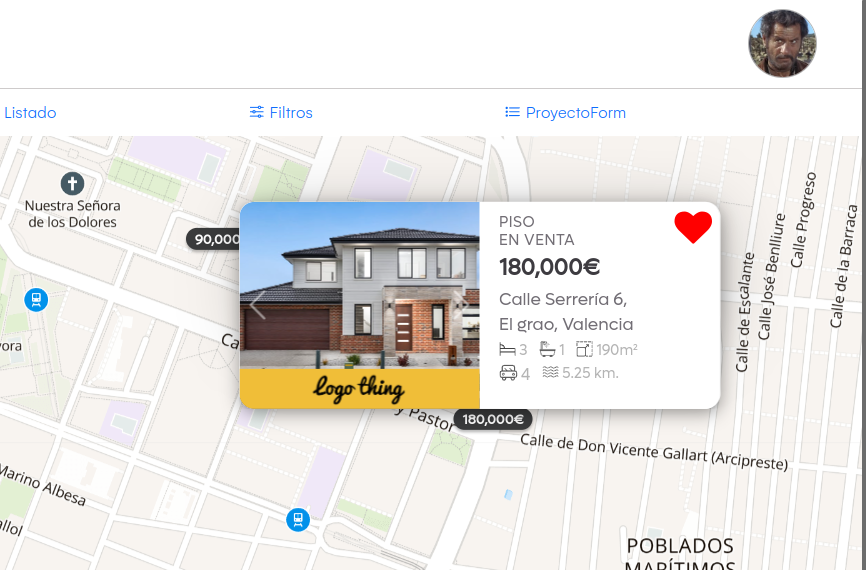 Listado
Filtros
ProyectoForm
Nuestra Señora
de los Dolores
90,000
PISO
EN VENTA
180,000€
Calle Serrería 6,
El grao, Valencia
3 1 190m²
4 5.25 km.
Logo thing
180,000€
y Pastor
Ca
vora
Marino Albesa
allol
Calle de Don Vicente Gallart (Arcipreste)
Calle de Escalante
Calle José Benlliure
Calle Progreso
Calle de la Barraca
POBLADOS
MARÍTIMOS